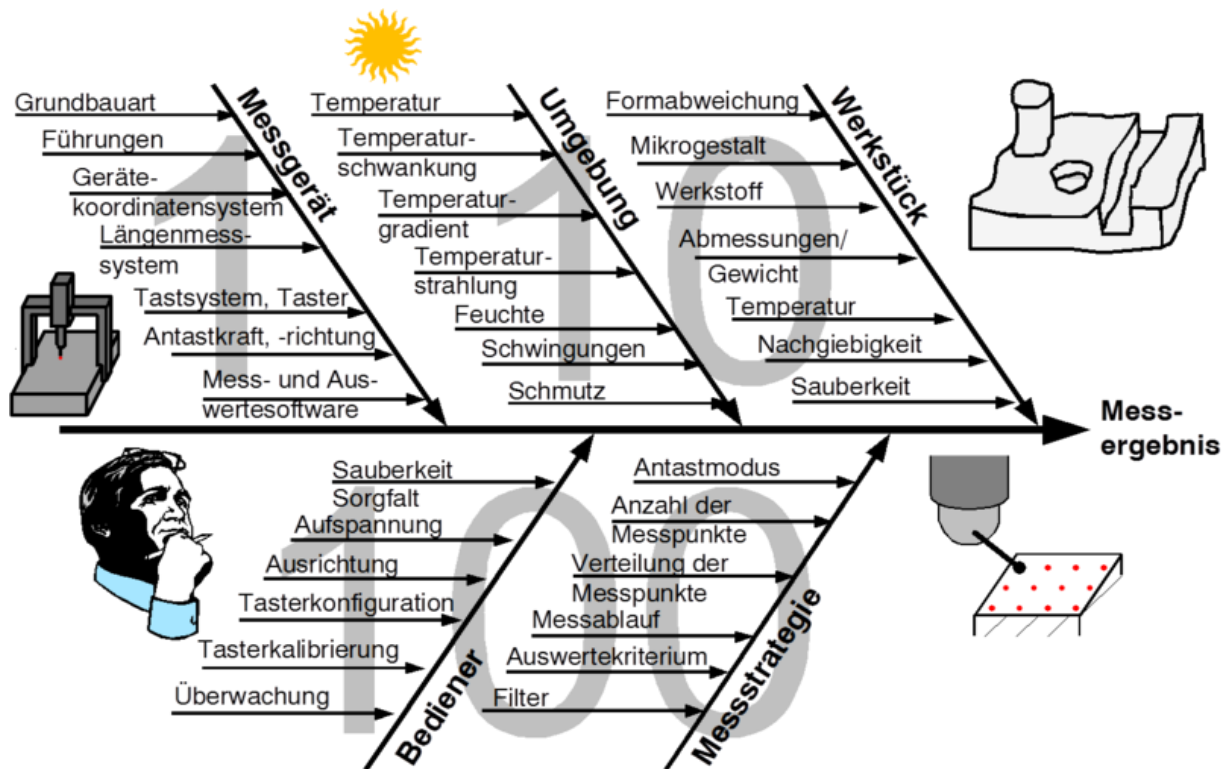 Grundbauart
Führungen
Geräte-
koordinatensystem
Längenmess-
system
Tastsystem, Taster
Antastkraft, -richtung
Mess- und Aus-
wertesoftware
Messgerät
1
Temperatur
Temperatur-
schwankung
Temperatur-
gradient
Temperatur-
strahlung
Feuchte
Schwingungen
Schmutz
Umgebung
10
Formabweichung
Mikrogestalt
Werkstoff
Abmessungen/
Gewicht
Temperatur
Nachgiebigkeit
Sauberkeit
Werkstück
Mess-
ergebnis
Sauberkeit
Sorgfalt
Aufspannung
Ausrichtung
Tasterkonfiguration
Tasterkalibrierung
Überwachung
Bediener
100
Antastmodus
Anzahl der
Messpunkte
Verteilung der
Messpunkte
Messablauf
Auswertekriterium
Filter
Messstrategie